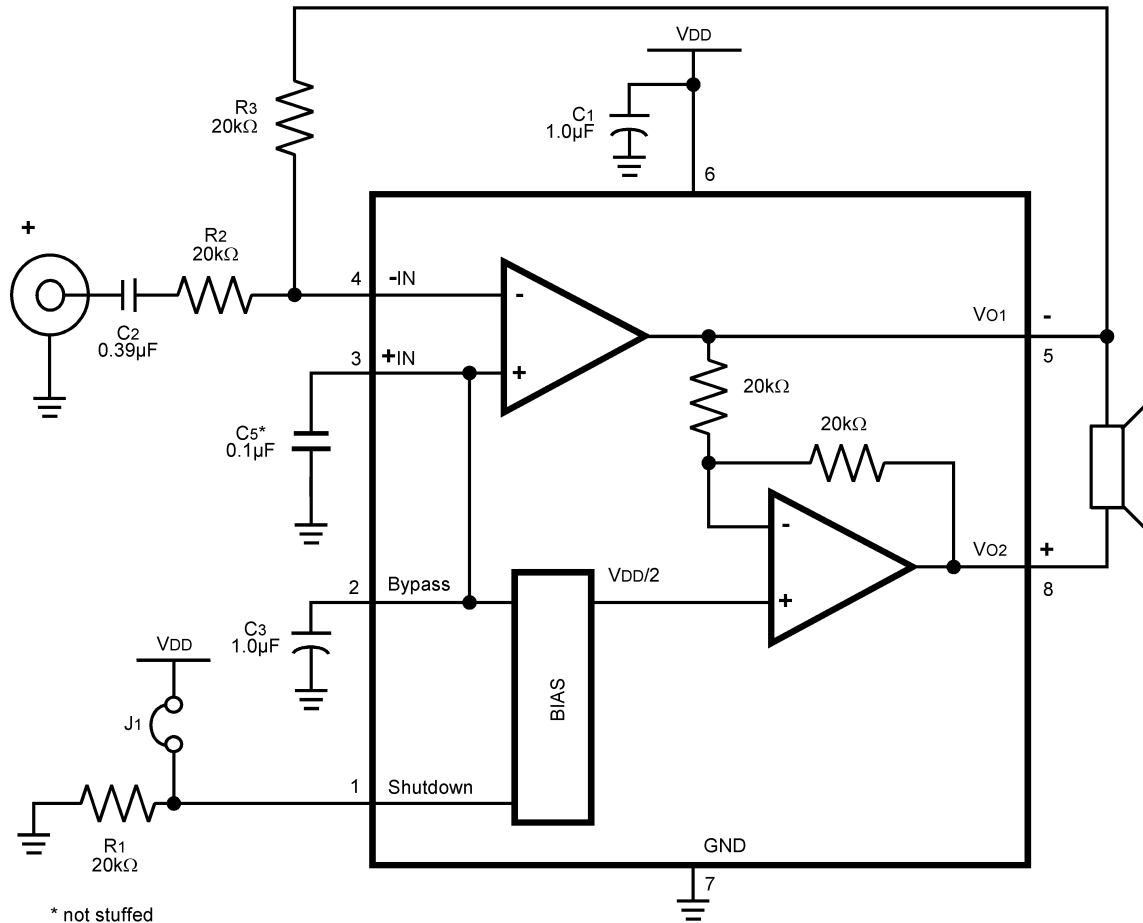 VDD
R3
20kΩ
C1
1.0µF
6
+
R2
20kΩ
4
-IN
-
C2
0.39µF
3
+IN
+
VO1
-
5
20kΩ
20kΩ
C5*
0.1µF
-
VO2
+
8
2
Bypass
VDD/2
+
C3
1.0µF
VDD
BIAS
J1
1
Shutdown
R1
20kΩ
GND
7
* not stuffed